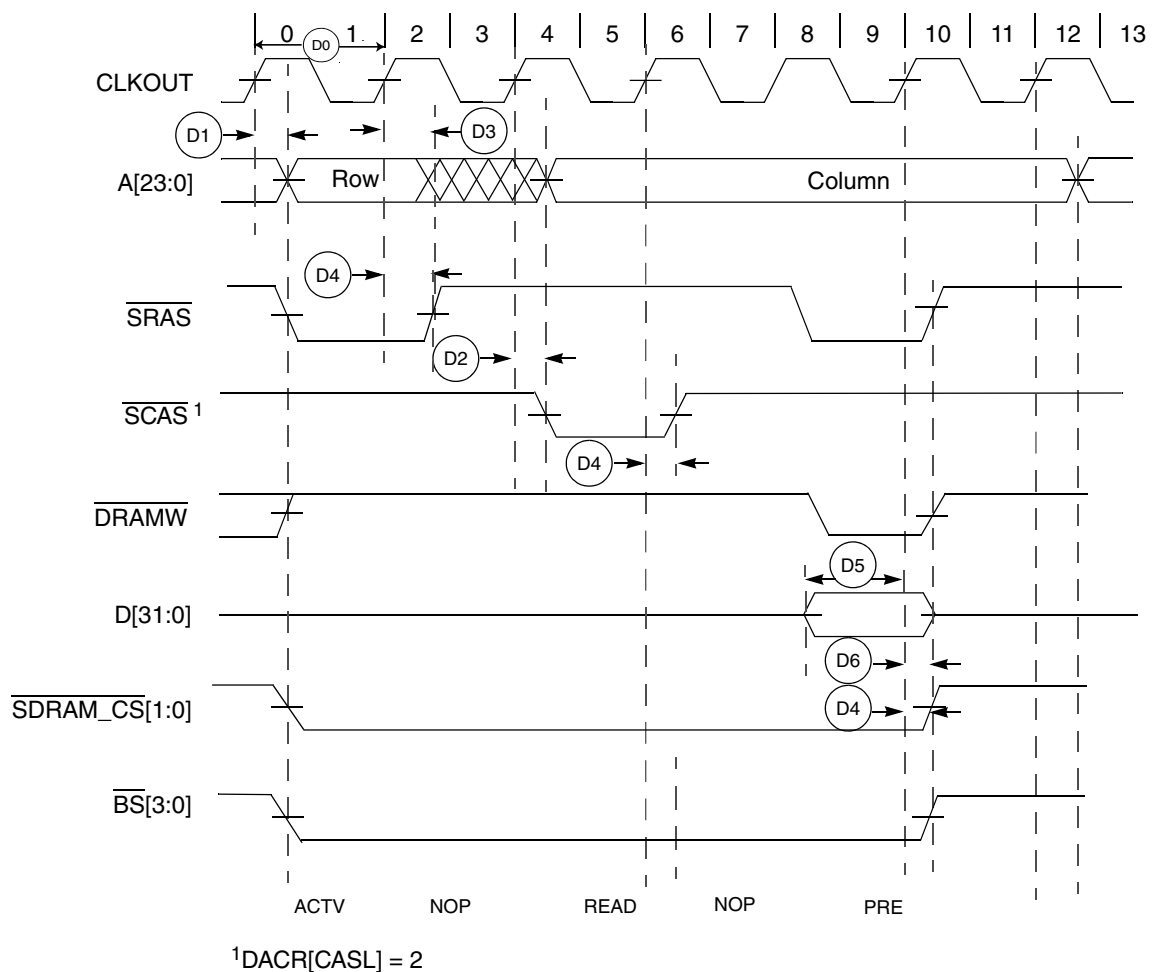 0 1 2 3 4 5 6 7 8 9 10 11 12 13
D0
CLKOUT
D1
D3
A[23:0]
Row
Column
D4
SRAS
D2
SCAS 1
D4
DRAMW
D5
D[31:0]
D6
SDRAM_CS[1:0]
D4
BS[3:0]
ACTV NOP READ NOP PRE
1DACR[CASL] = 2